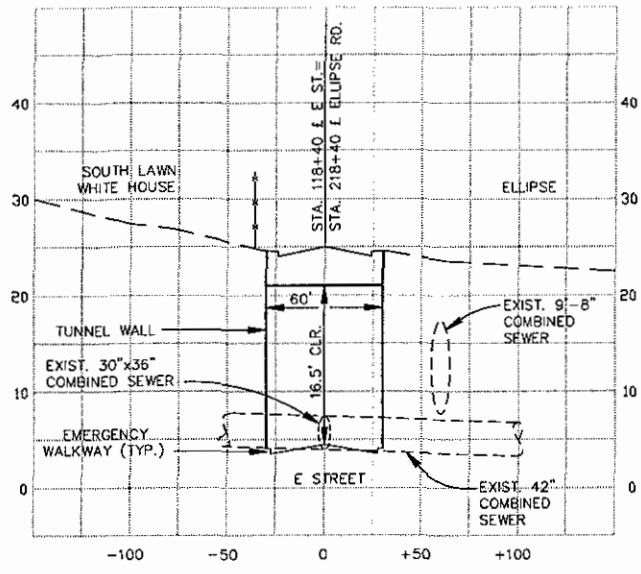 40
30
20
10
0
40
30
20
10
0
STA. 118+40 ℄ E ST.=
STA. 218+40 ℄ ELLIPSE RD.
SOUTH LAWN
WHITE HOUSE
ELLIPSE
60'
16.5' CLR.
TUNNEL WALL
EXIST. 30"x36"
COMBINED SEWER
EMERGENCY
WALKWAY (TYP.)
EXIST. 9'-8"
COMBINED
SEWER
E STREET
EXIST. 42"
COMBINED
SEWER
-100
-50
0
+50
+100